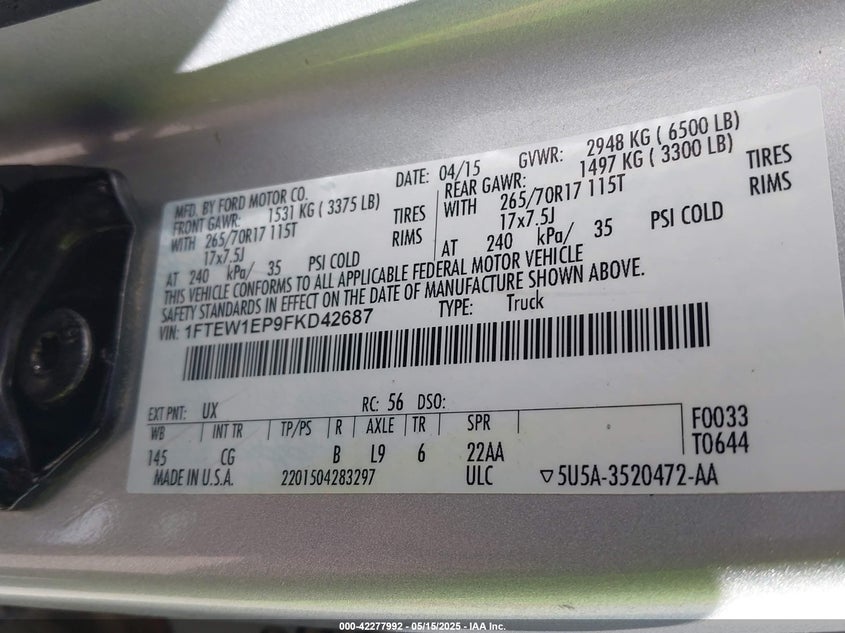 MFD. BY FORD MOTOR CO. DATE: 04/15 GVWR: 2948 KG ( 6500 LB)
FRONT GAWR: 1531 KG ( 3375 LB) REAR GAWR: 1497 KG ( 3300 LB)
WITH 265/70R17 115T TIRES WITH 265/70R17 115T TIRES
17x7.5J RIMS 17x7.5J RIMS
AT 240 kPa/ 35 PSI COLD AT 240 kPa/ 35 PSI COLD
THIS VEHICLE CONFORMS TO ALL APPLICABLE FEDERAL MOTOR VEHICLE
SAFETY STANDARDS IN EFFECT ON THE DATE OF MANUFACTURE SHOWN ABOVE.
VIN: 1FTEW1EP9FKD42687 TYPE: Truck
EXT PNT: UX RC: 56 DSO:
WB INT TR TP/PS R AXLE TR SPR F0033
145 CG B L9 6 22AA T0644
MADE IN U.S.A. 2201504283297 ULC ▽5U5A-3520472-AA
000-42277992 - 05/15/2025 - IAA Inc.